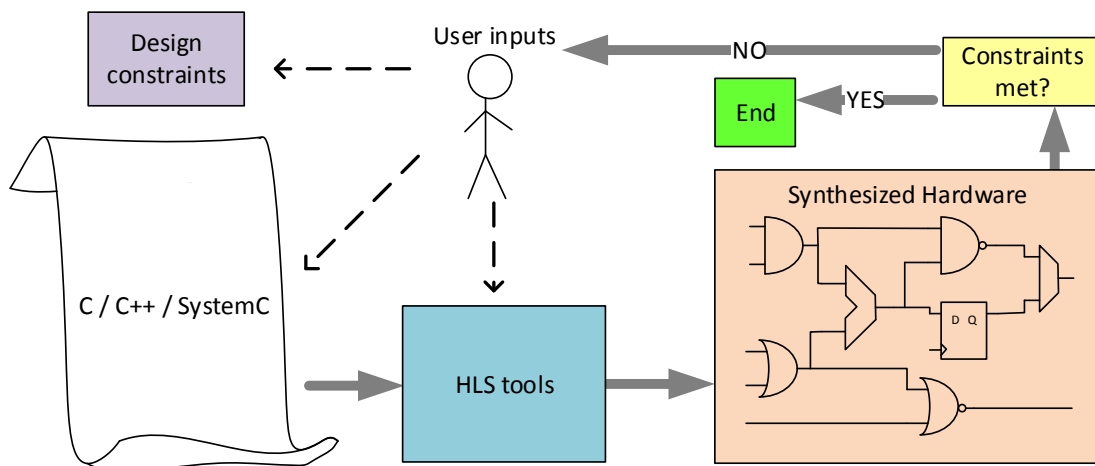 Design
constraints
User inputs
NO
Constraints
met?
End
YES
Synthesized Hardware
C / C++ / SystemC
D Q
HLS tools